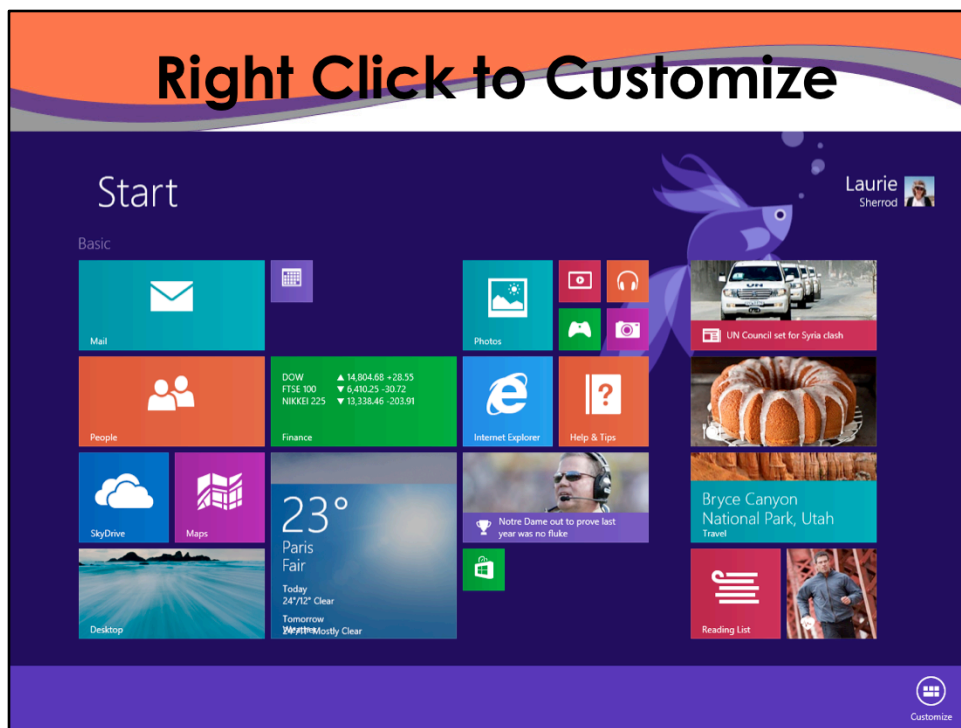 Right Click to Customize
Start
Laurie
Sherrod
Basic
Mail
Photos
UN
UN Council set for Syria clash
People
DOW ▲ 14,804.68 +28.55
FTSE 100 ▼ 6,410.25 -30.72
NIKKEI 225 ▼ 13,338.46 -203.91
Finance
Internet Explorer
Help & Tips
SkyDrive
Maps
23°
Paris
Fair
Today
24°/12° Clear
Tomorrow
Mostly Clear
Notre Dame out to prove last
year was no fluke
Bryce Canyon
National Park, Utah
Travel
Desktop
Reading List
Customize